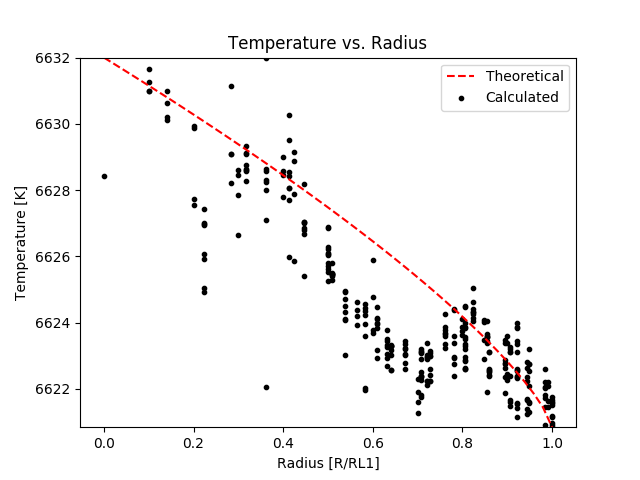 Temperature vs. Radius
Theoretical
Calculated
Temperature [K]
6632
6630
6628
6626
6624
6622
0.0 0.2 0.4 0.6 0.8 1.0
Radius [R/RL1]